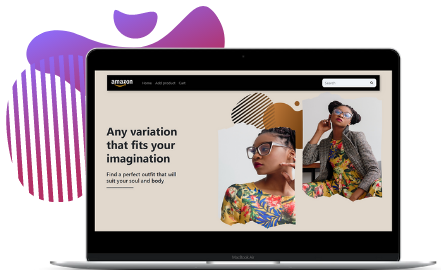 amazon
Home Add product Cart
Search
Any variation
that fits your
imagination
Find a perfect outfit that will
suit your soul and body
MacBook Air